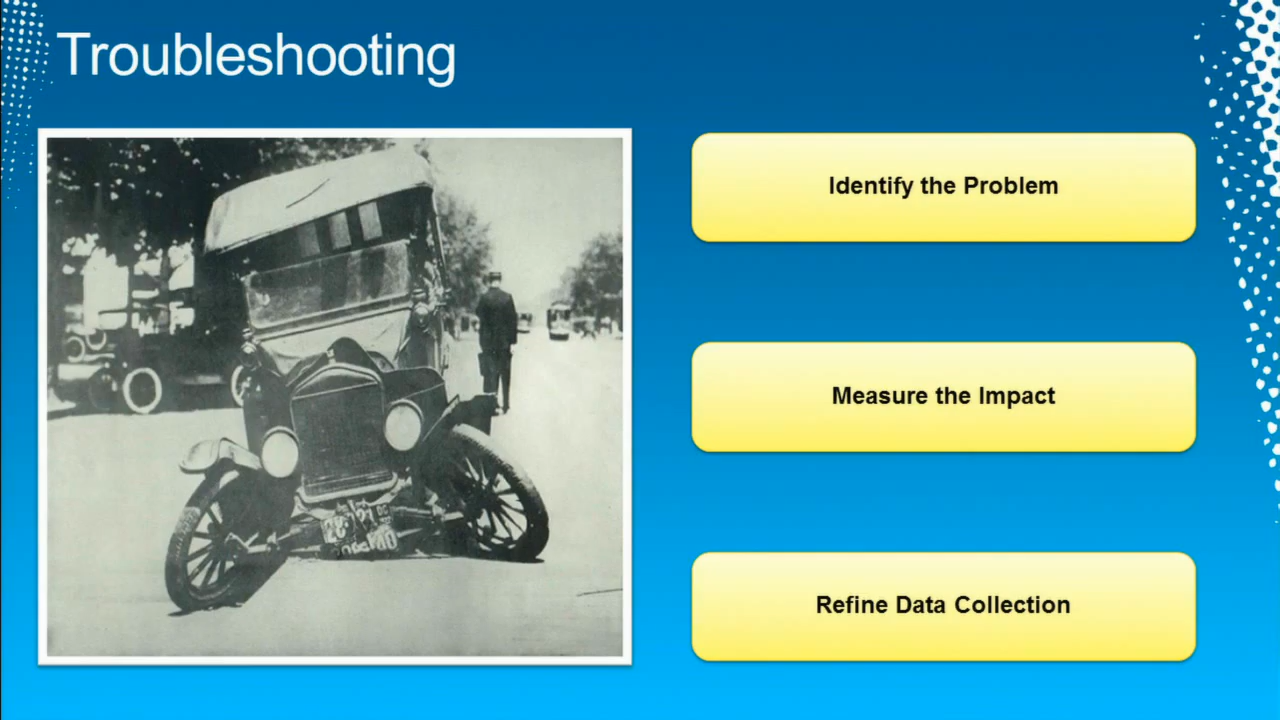 Troubleshooting
Identify the Problem
Measure the Impact
Refine Data Collection